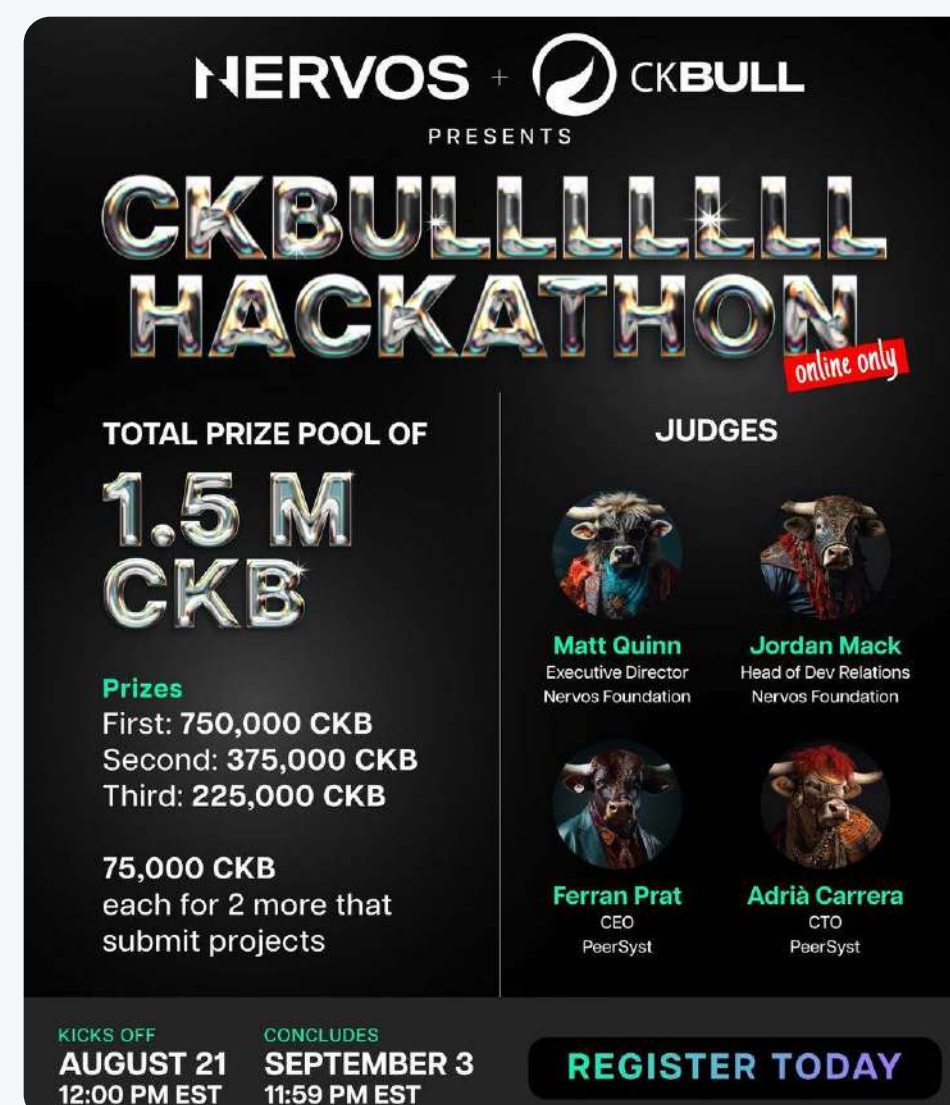 NERVOS + CKBULL
PRESENTS
CKBULLLLLLL
HACKATHON
online only
TOTAL PRIZE POOL OF
1.5 M
CKB
Prizes
First: 750,000 CKB
Second: 375,000 CKB
Third: 225,000 CKB
75,000 CKB
each for 2 more that
submit projects
JUDGES
Matt Quinn
Executive Director
Nervos Foundation
Jordan Mack
Head of Dev Relations
Nervos Foundation
Ferran Prat
CEO
PeerSyst
Adrià Carrera
CTO
PeerSyst
KICKS OFF
AUGUST 21
12:00 PM EST
CONCLUDES
SEPTEMBER 3
11:59 PM EST
REGISTER TODAY